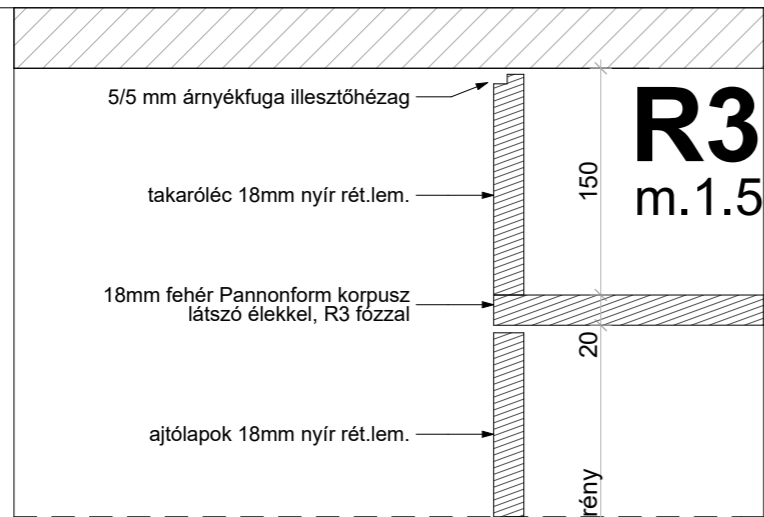 5/5 mm árnyékfuga illesztőhézag
R3
m.1.5
150
takaróléc 18mm nyír rét.lem.
18mm fehér Pannonform korpusz
látszó élekkel, R3 fózzal
20
ajtólapok 18mm nyír rét.lem.
rény